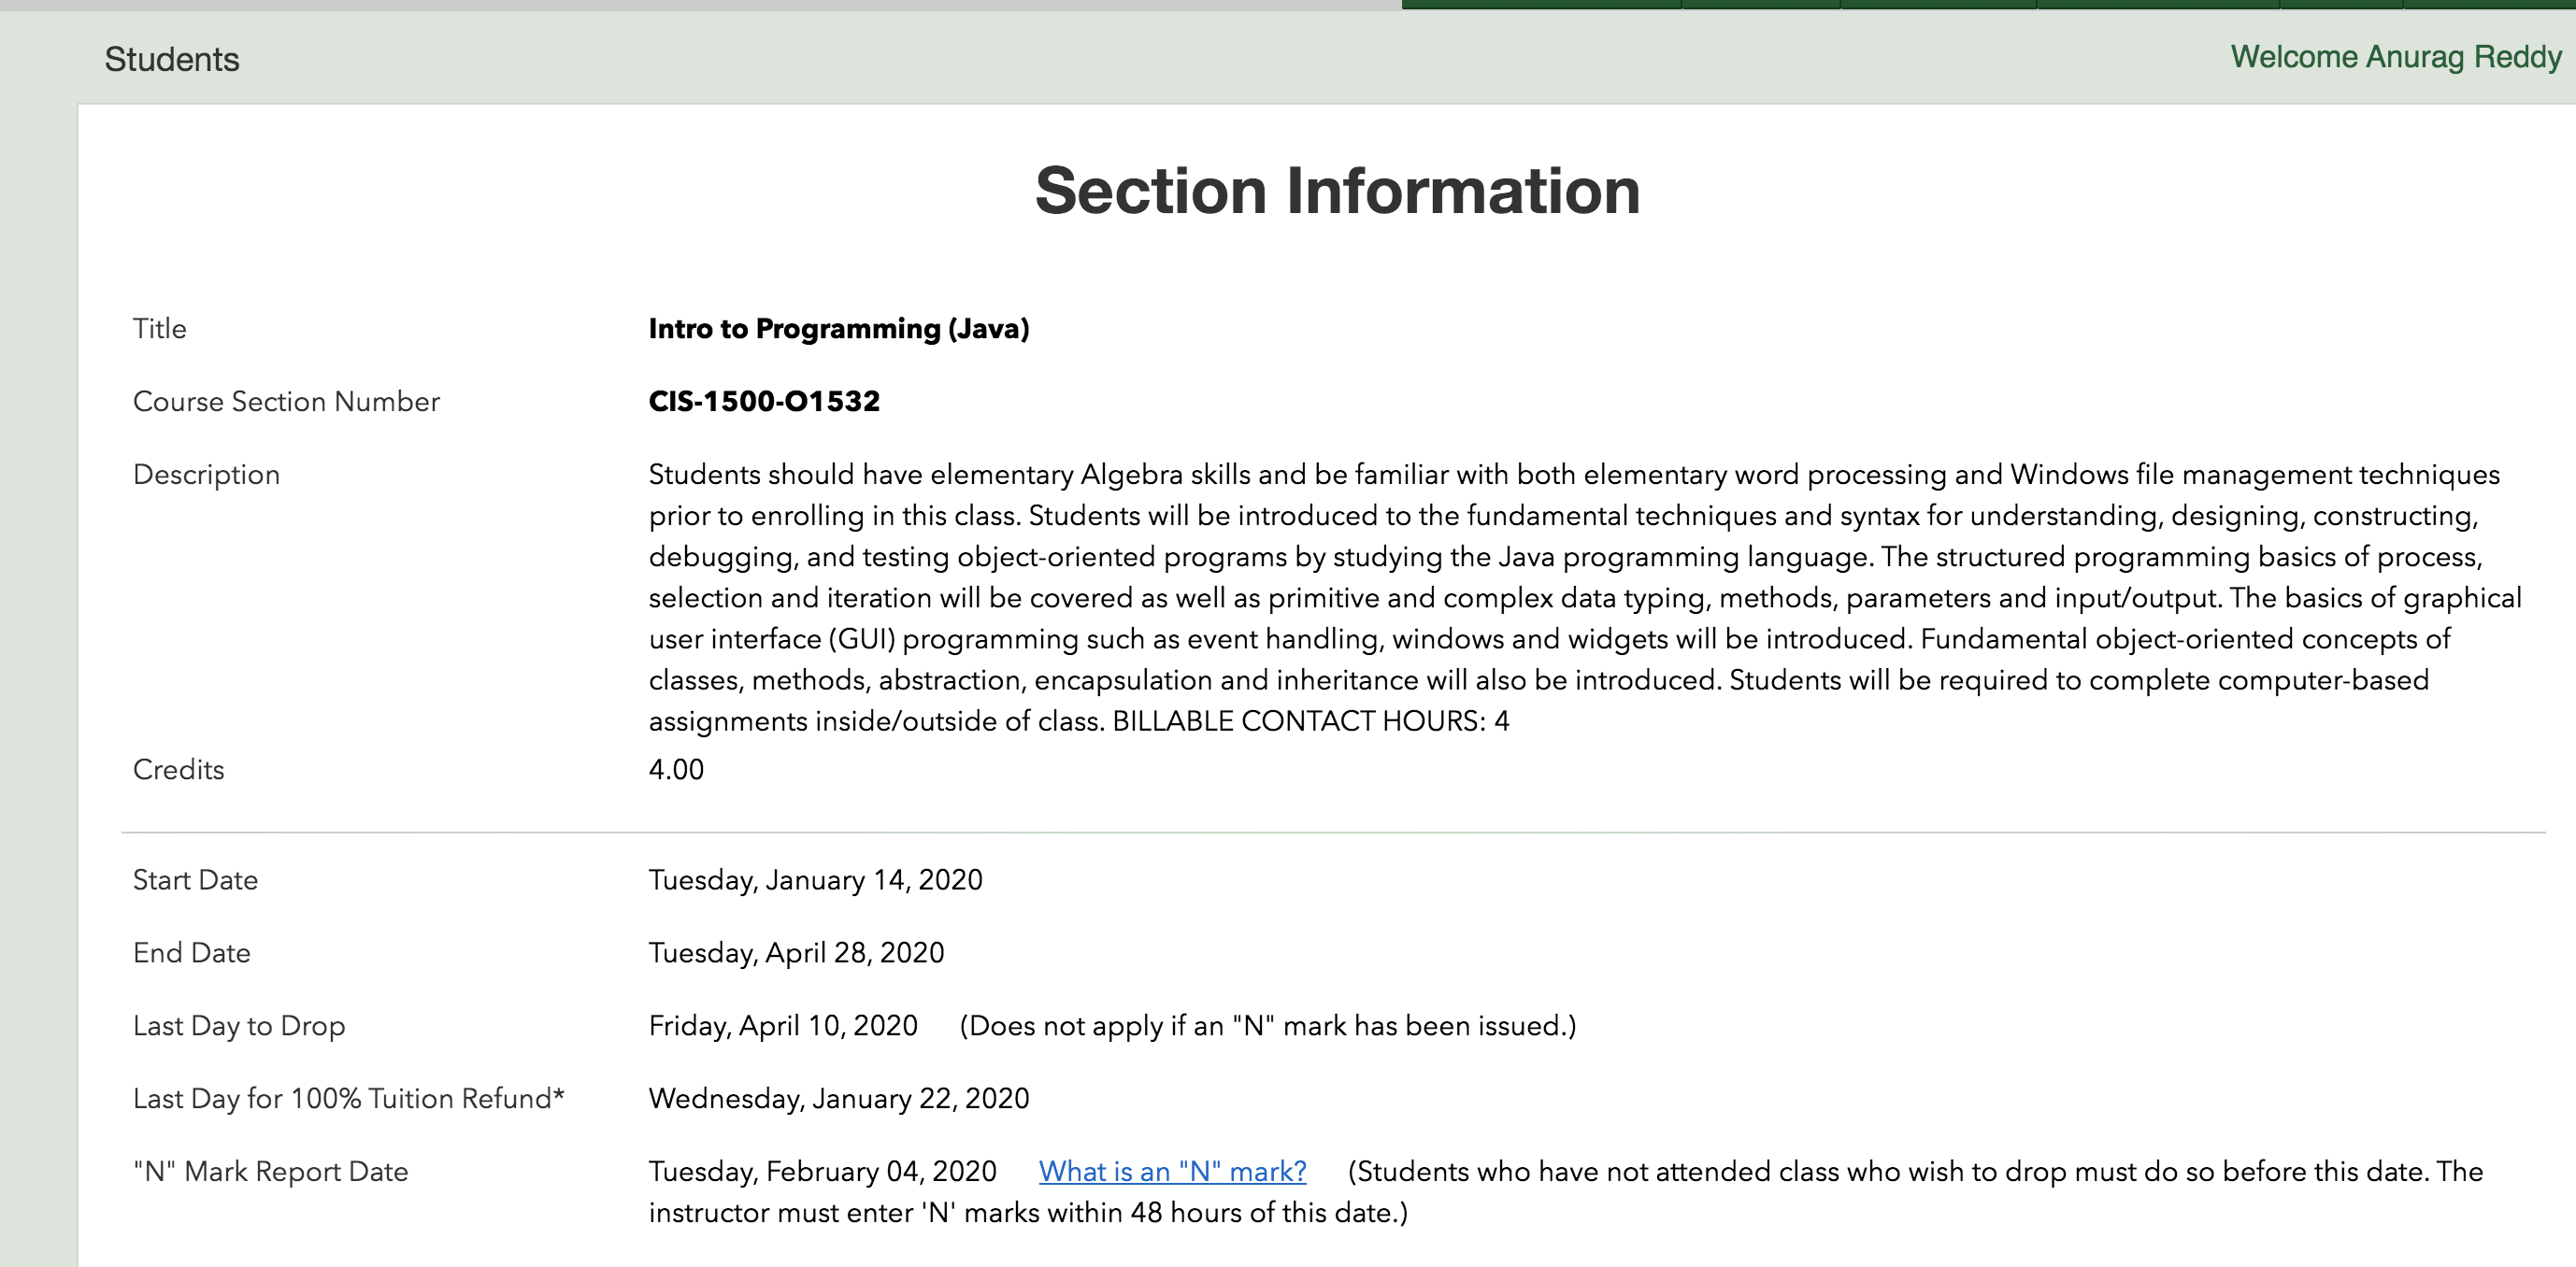 Students
Welcome Anurag Reddy
Section Information
Title
Intro to Programming (Java)
Course Section Number
CIS-1500-O1532
Description
Students should have elementary Algebra skills and be familiar with both elementary word processing and Windows file management techniques
prior to enrolling in this class. Students will be introduced to the fundamental techniques and syntax for understanding, designing, constructing,
debugging, and testing object-oriented programs by studying the Java programming language. The structured programming basics of process,
selection and iteration will be covered as well as primitive and complex data typing, methods, parameters and input/output. The basics of graphical
user interface (GUI) programming such as event handling, windows and widgets will be introduced. Fundamental object-oriented concepts of
classes, methods, abstraction, encapsulation and inheritance will also be introduced. Students will be required to complete computer-based
assignments inside/outside of class. BILLABLE CONTACT HOURS: 4
Credits
4.00
Start Date
Tuesday, January 14, 2020
End Date
Tuesday, April 28, 2020
Last Day to Drop
Friday, April 10, 2020 (Does not apply if an "N" mark has been issued.)
Last Day for 100% Tuition Refund*
Wednesday, January 22, 2020
"N" Mark Report Date
Tuesday, February 04, 2020 What is an "N" mark? (Students who have not attended class who wish to drop must do so before this date. The
instructor must enter 'N' marks within 48 hours of this date.)